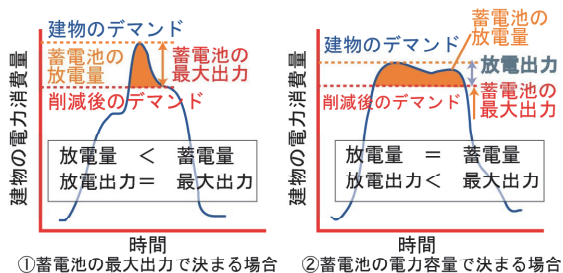 建物の電力消費量
建物のデマンド
蓄電池の
放電量
蓄電池の
最大出力
削減後のデマンド
放電量 < 蓄電量
放電出力= 最大出力
時間
①蓄電池の最大出力で決まる場合
建物の電力消費量
蓄電池の
放電量
建物のデマンド
放電出力
蓄電池の
最大出力
削減後のデマンド
放電量 = 蓄電量
放電出力< 最大出力
時間
②蓄電池の電力容量で決まる場合